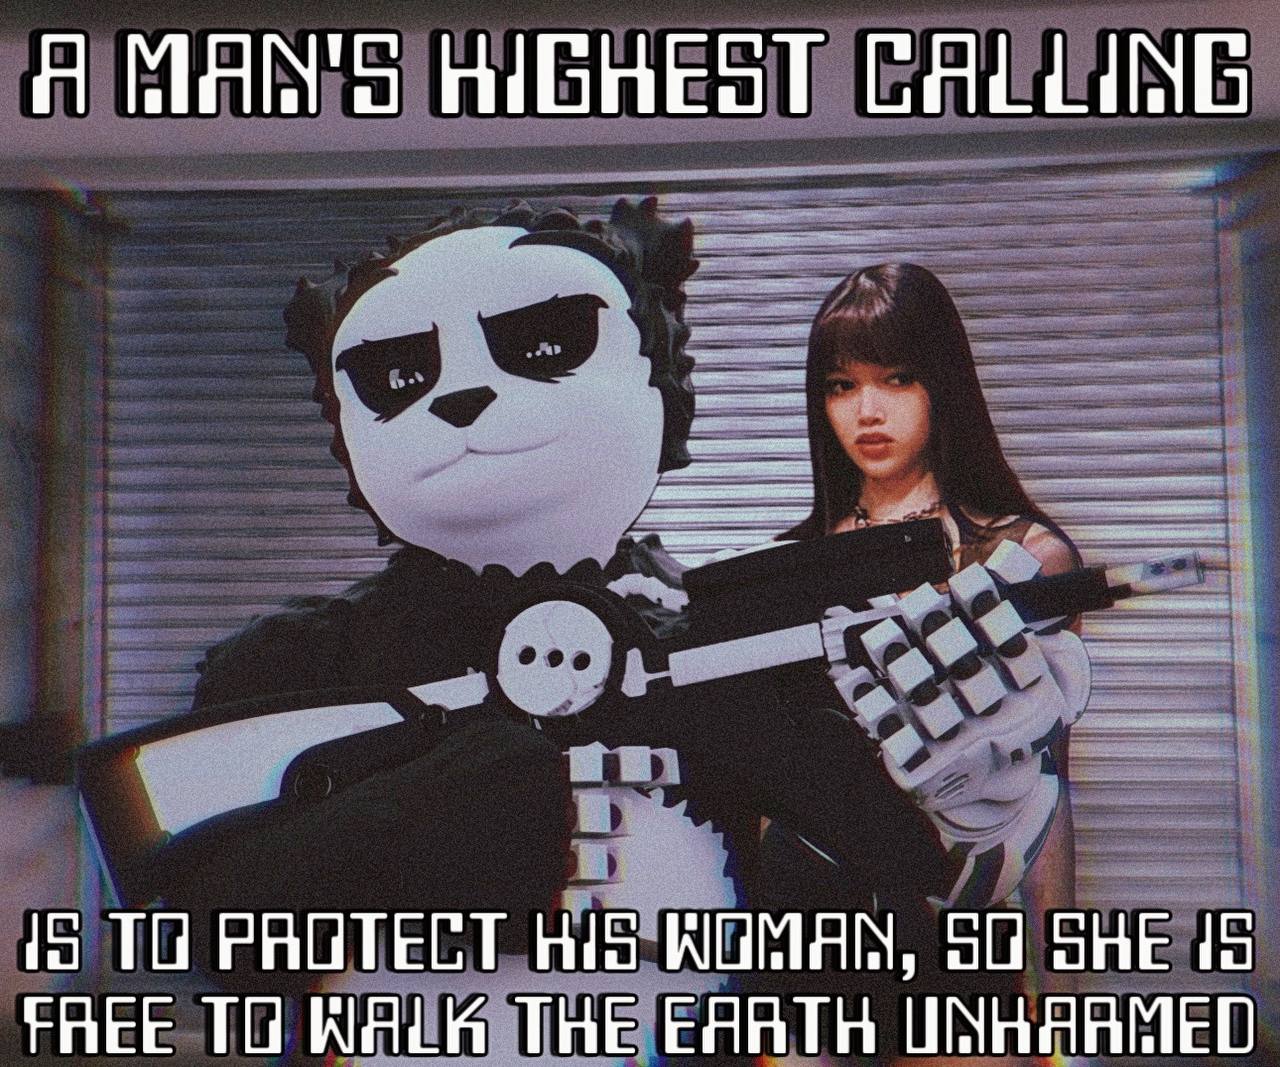 A MAN'S HIGHEST CALLING
IS TO PROTECT HIS WOMAN, SO SHE IS
FREE TO WALK THE EARTH UNHARMED